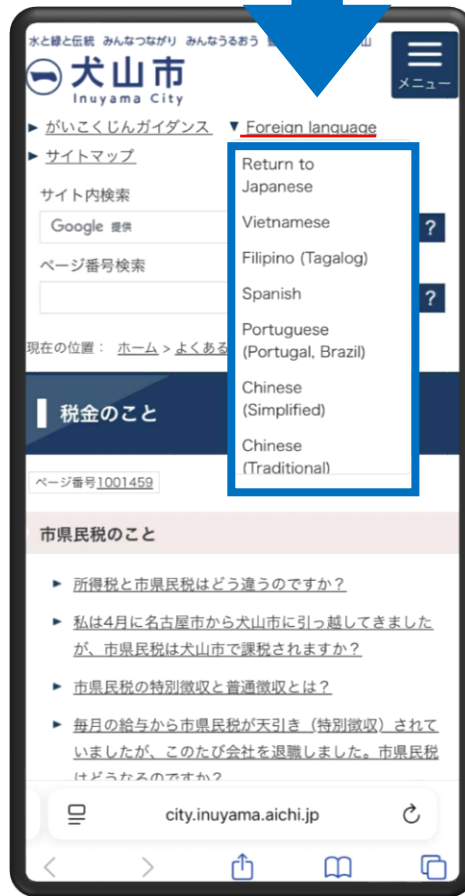 水と緑と伝統 みんなつながり みんなうるおう
犬山市
Inuyama City
メニュー
▶ がいこくじんガイダンス ▼ Foreign language
▶ サイトマップ
Return to
Japanese
Vietnamese
Filipino (Tagalog)
Spanish
Portuguese
(Portugal, Brazil)
Chinese
(Simplified)
Chinese
(Traditional)
サイト内検索
Google 提供
?
ページ番号検索
?
現在の位置： ホーム > よくある
税金のこと
ページ番号1001459
市県民税のこと
▶ 所得税と市県民税はどう違うのですか？
▶ 私は4月に名古屋市から犬山市に引っ越してきました
が、市県民税は犬山市で課税されますか？
▶ 市県民税の特別徴収と普通徴収とは？
▶ 毎月の給与から市県民税が天引き（特別徴収）されて
いましたが、このたび会社を退職しました。市県民税
はどうなるのですか？
city.inuyama.aichi.jp